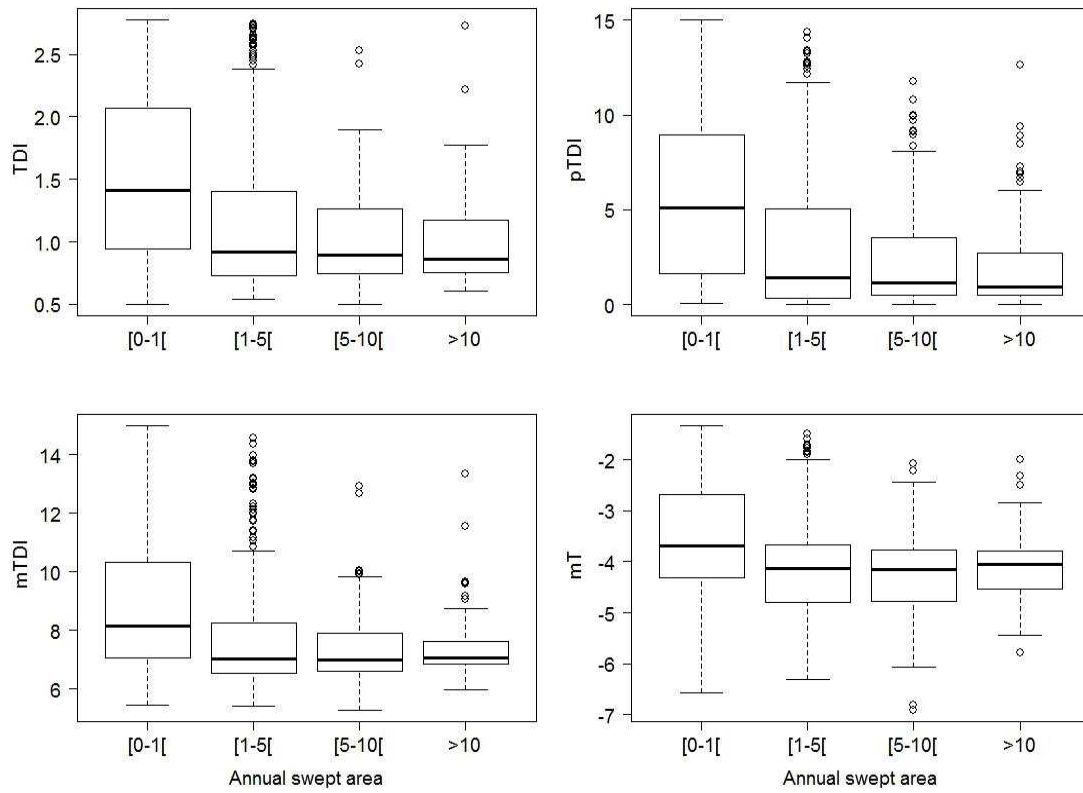 TDI
2.5
2.0
1.5
1.0
0.5
[0-1[ [1-5[ [5-10[ >10
pTDI
15
10
5
0
[0-1[ [1-5[ [5-10[ >10
mTDI
14
12
10
8
6
[0-1[ [1-5[ [5-10[ >10
Annual swept area
mT
-2
-3
-4
-5
-6
-7
[0-1[ [1-5[ [5-10[ >10
Annual swept area